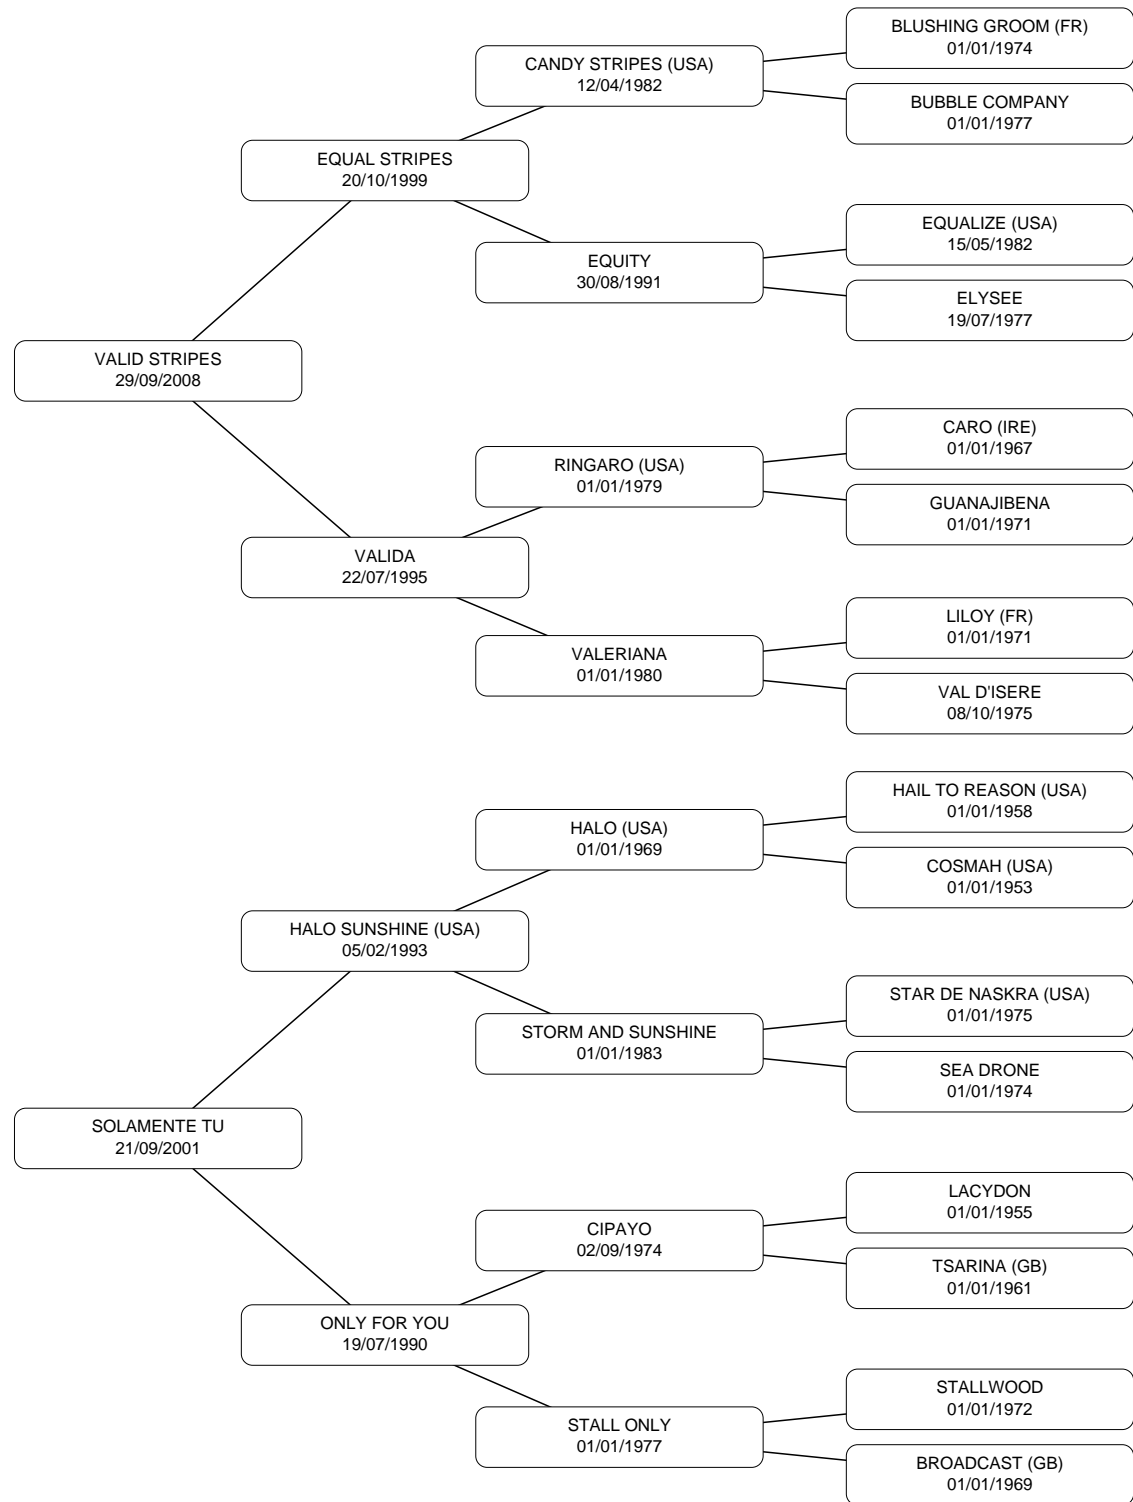 BLUSHING GROOM (FR)
01/01/1974
CANDY STRIPES (USA)
12/04/1982
BUBBLE COMPANY
01/01/1977
EQUAL STRIPES
20/10/1999
EQUALIZE (USA)
15/05/1982
EQUITY
30/08/1991
ELYSEE
19/07/1977
VALID STRIPES
29/09/2008
CARO (IRE)
01/01/1967
RINGARO (USA)
01/01/1979
GUANAJIBENA
01/01/1971
VALIDA
22/07/1995
LILOY (FR)
01/01/1971
VALERIANA
01/01/1980
VAL D'ISERE
08/10/1975
HAIL TO REASON (USA)
01/01/1958
HALO (USA)
01/01/1969
COSMAH (USA)
01/01/1953
HALO SUNSHINE (USA)
05/02/1993
STAR DE NASKRA (USA)
01/01/1975
STORM AND SUNSHINE
01/01/1983
SEA DRONE
01/01/1974
SOLAMENTE TU
21/09/2001
LACYDON
01/01/1955
CIPAYO
02/09/1974
TSARINA (GB)
01/01/1961
ONLY FOR YOU
19/07/1990
STALLWOOD
01/01/1972
STALL ONLY
01/01/1977
BROADCAST (GB)
01/01/1969